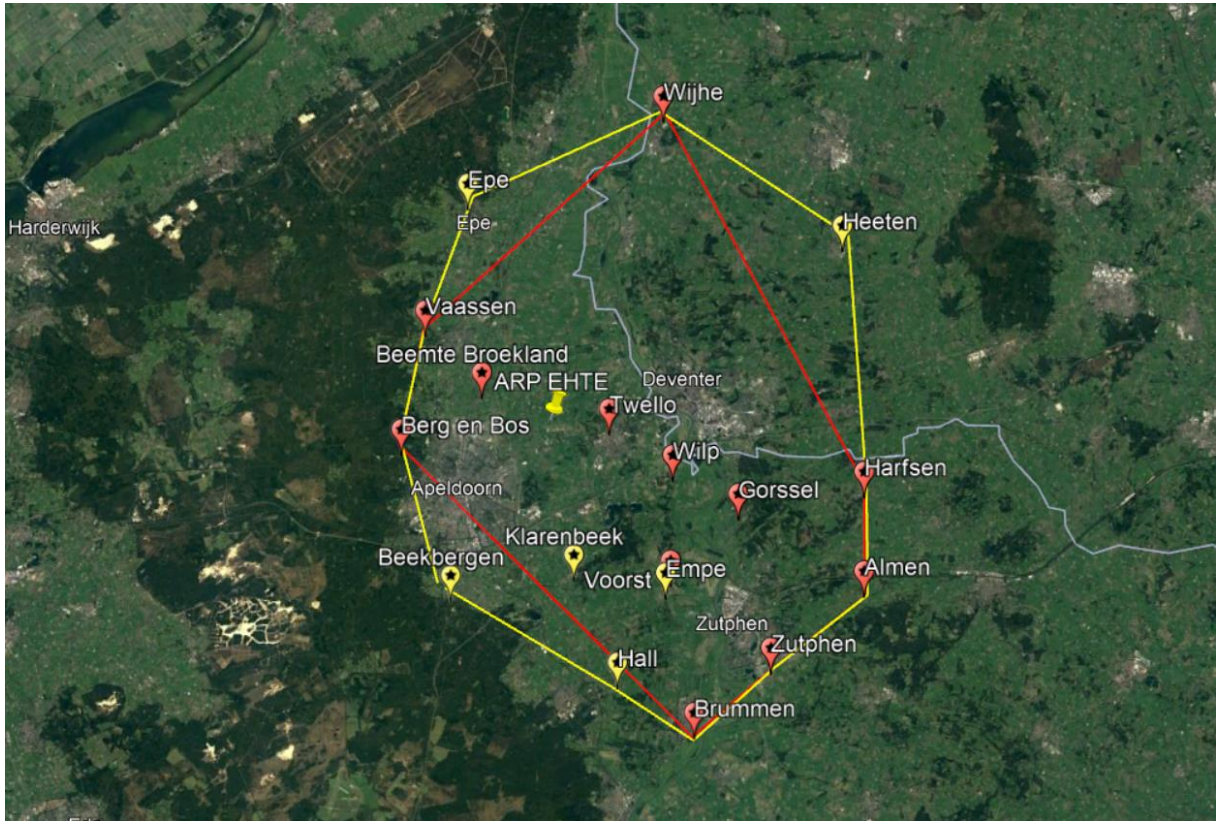 Wijhe
Epe
Epe
Harderwijk
Heeten
Vaassen
Beemte Broekland
ARP EHTE
Deventer
Twello
Berg en Bos
Wilp
Harfsen
Apeldoorn
Gorssel
Klarenbeek
Beekbergen
Voorst
Empe
Almen
Zutphen
Zutphen
Hall
Brummen